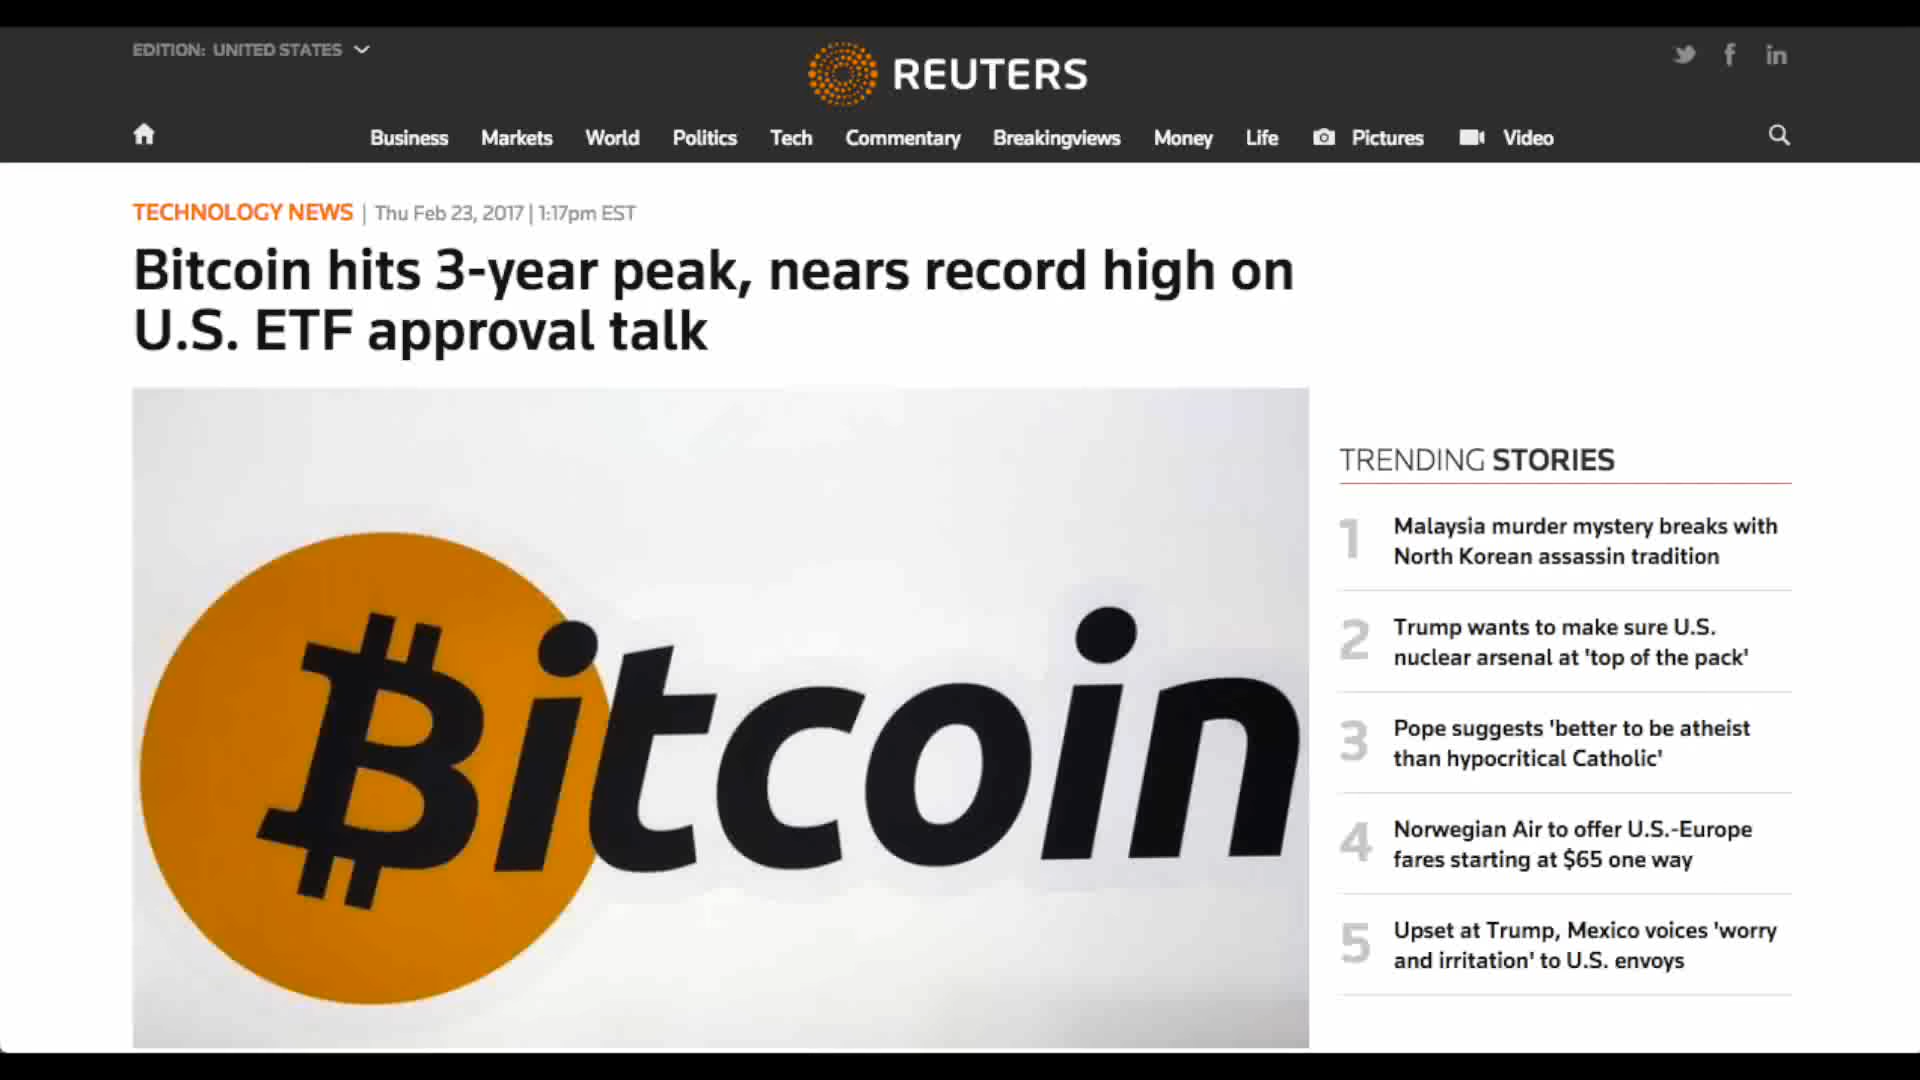 EDITION: UNITED STATES
REUTERS
Business Markets World Politics Tech Commentary Breakingviews Money Life Pictures Video
TECHNOLOGY NEWS | Thu Feb 23, 2017 | 1:17pm EST
Bitcoin hits 3-year peak, nears record high on
U.S. ETF approval talk
Bitcoin
TRENDING STORIES
1 Malaysia murder mystery breaks with
North Korean assassin tradition
2 Trump wants to make sure U.S.
nuclear arsenal at 'top of the pack'
3 Pope suggests 'better to be atheist
than hypocritical Catholic'
4 Norwegian Air to offer U.S.-Europe
fares starting at $65 one way
5 Upset at Trump, Mexico voices 'worry
and irritation' to U.S. envoys